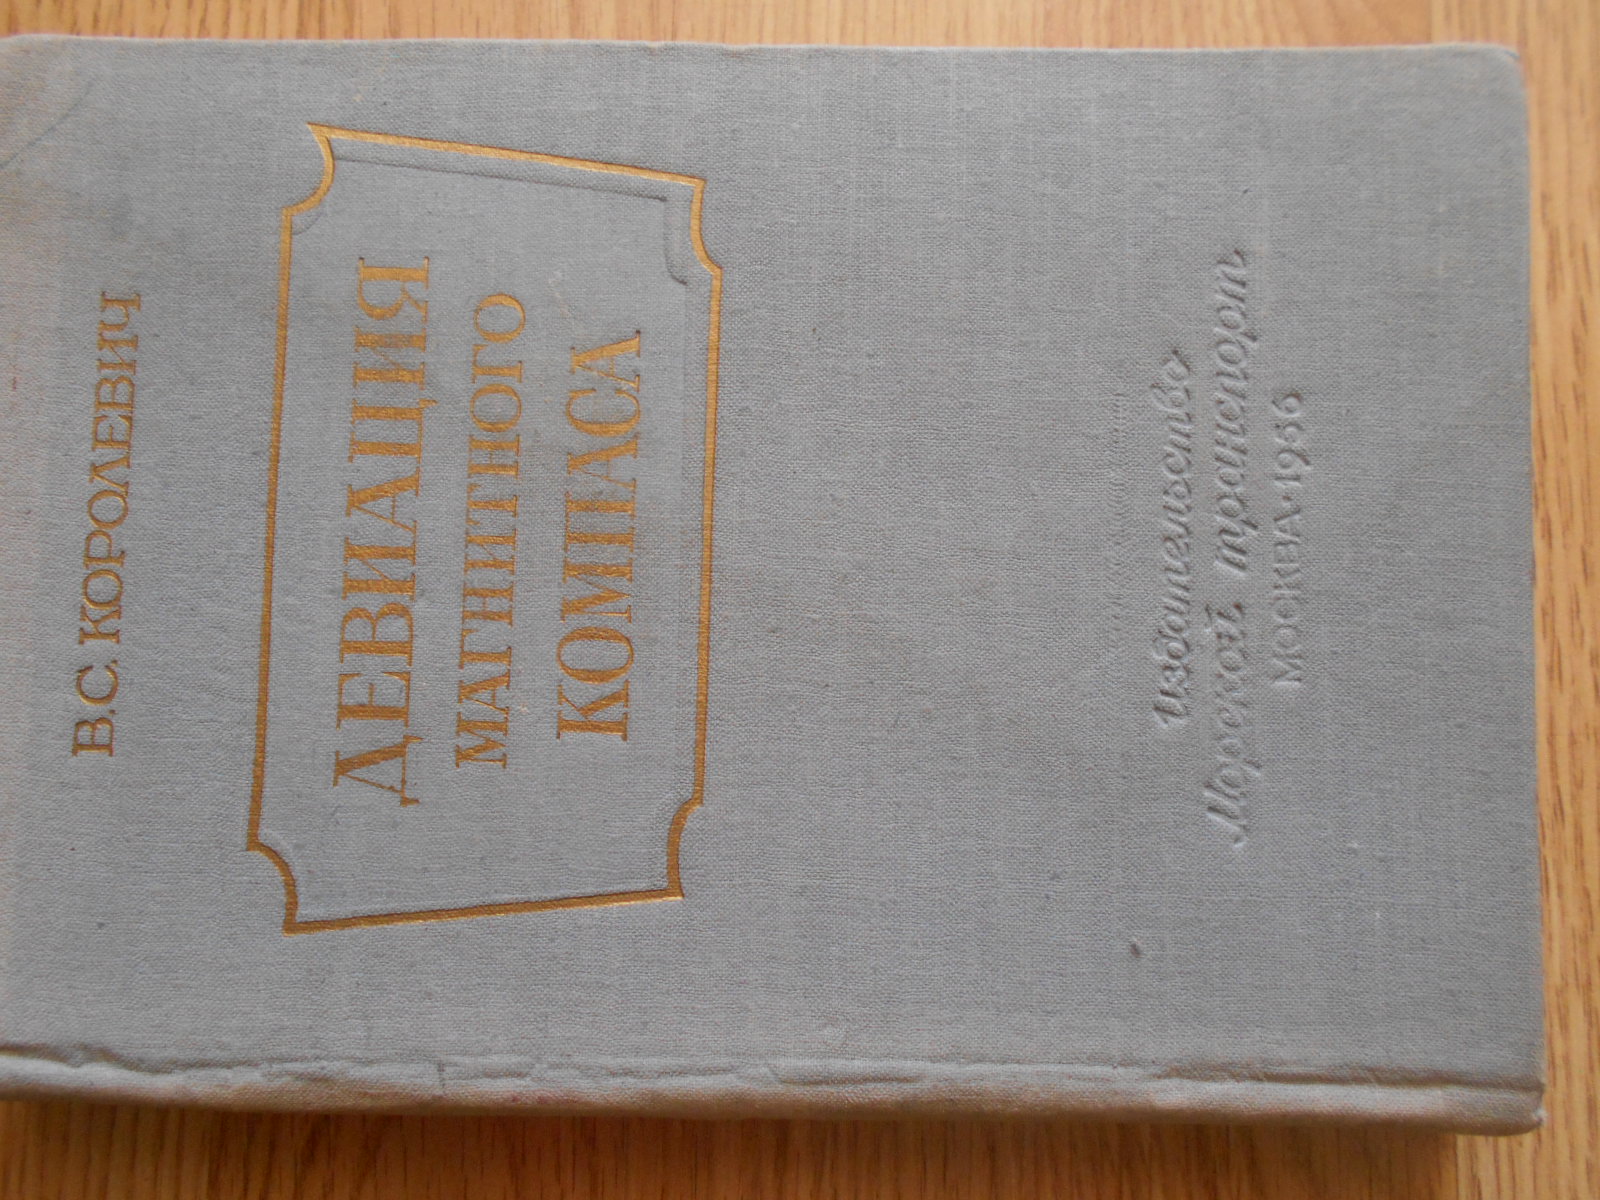 В.С. КОРОЛЕВИЧ
ДЕВИАЦИЯ
МАГНИТНОГО
КОМПАСА
Издательство
„Морской транспорт"
МОСКВА·1956